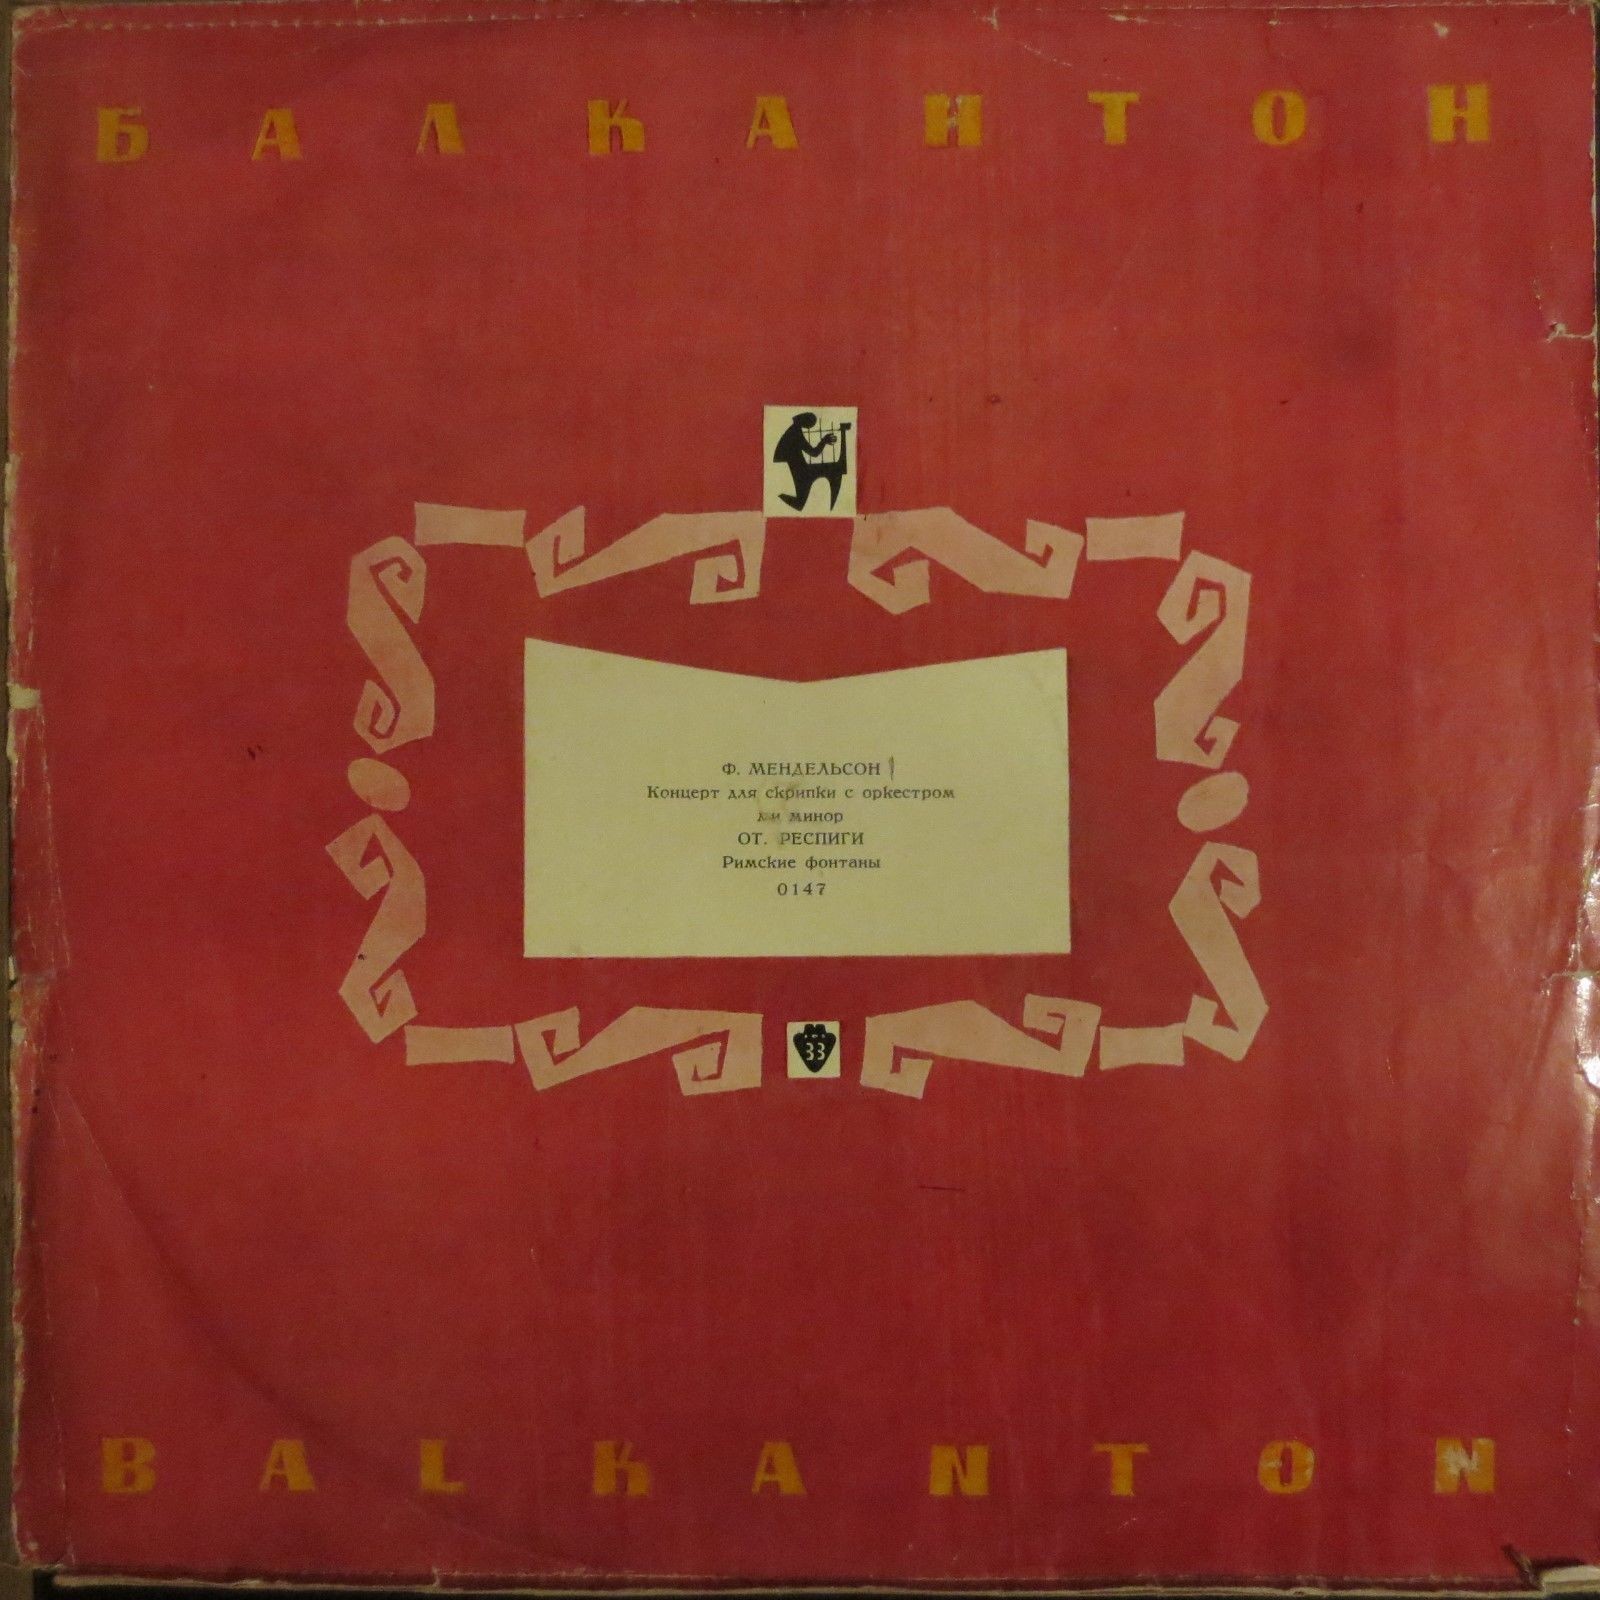 БАЛКАНТОН
Ф. МЕНДЕЛЬСОН
Концерт для скрипки с оркестром
ми минор
ОТ. РЕСПИГИ
Римские фонтаны
0147
33
BALKANTON